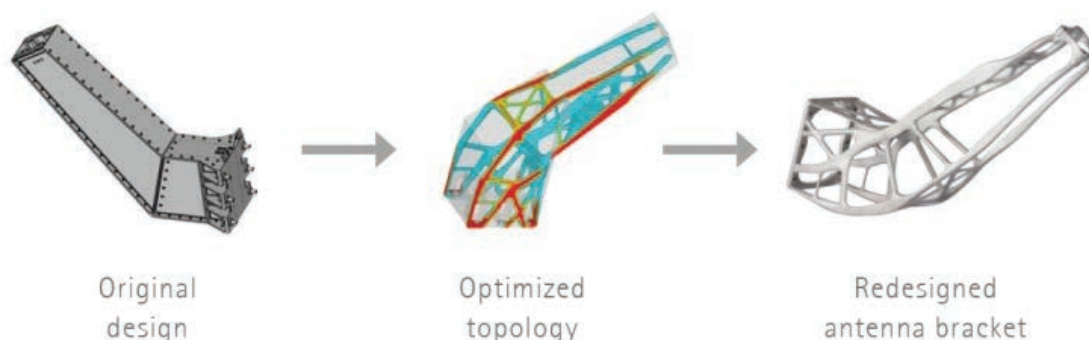 Original
design
Optimized
topology
Redesigned
antenna bracket